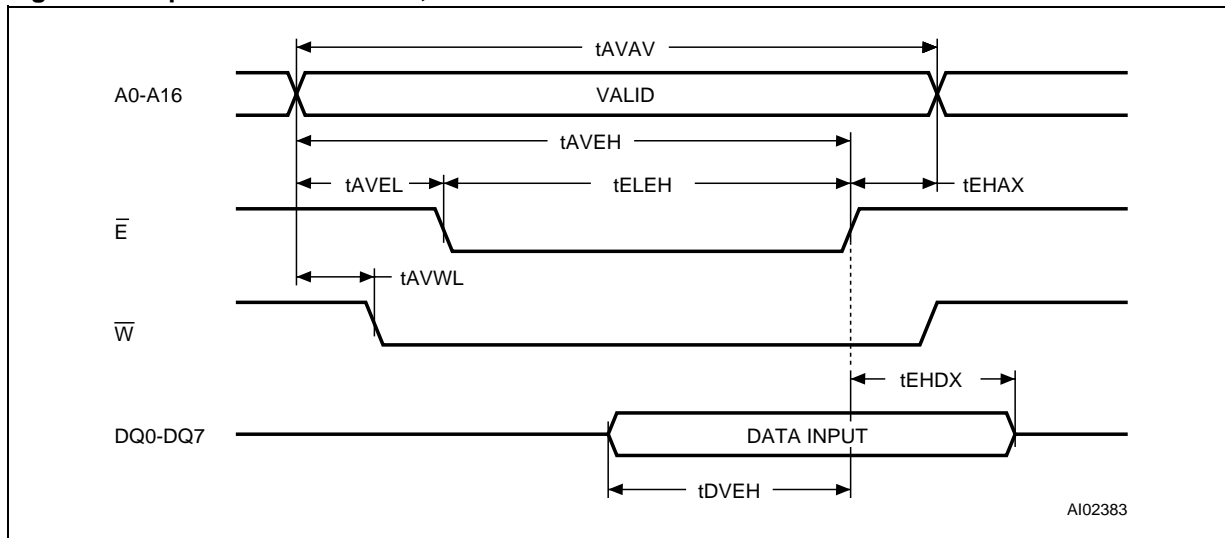 tAVAV
A0-A16
VALID
tAVEH
tAVEL
tELEH
tEHAX
E
tAVWL
W
tEHDX
DQ0-DQ7
DATA INPUT
tDVEH
AI02383